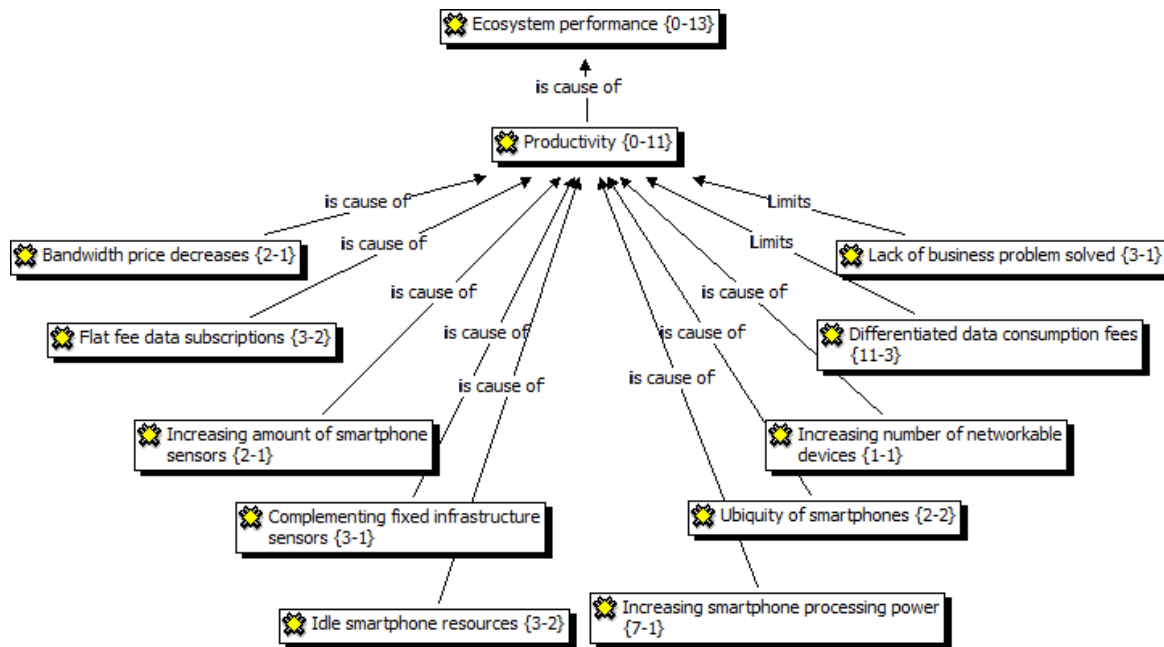 Ecosystem performance {0-13}
is cause of
Productivity {0-11}
is cause of
Limits
is cause of
Limits
Bandwidth price decreases {2-1}
Lack of business problem solved {3-1}
is cause of
is cause of
Flat fee data subscriptions {3-2}
is cause of
is cause of
Differentiated data consumption fees
{11-3}
is cause of
is cause of
Increasing amount of smartphone
sensors {2-1}
Increasing number of networkable
devices {1-1}
Complementing fixed infrastructure
sensors {3-1}
Ubiquity of smartphones {2-2}
Idle smartphone resources {3-2}
Increasing smartphone processing power
{7-1}